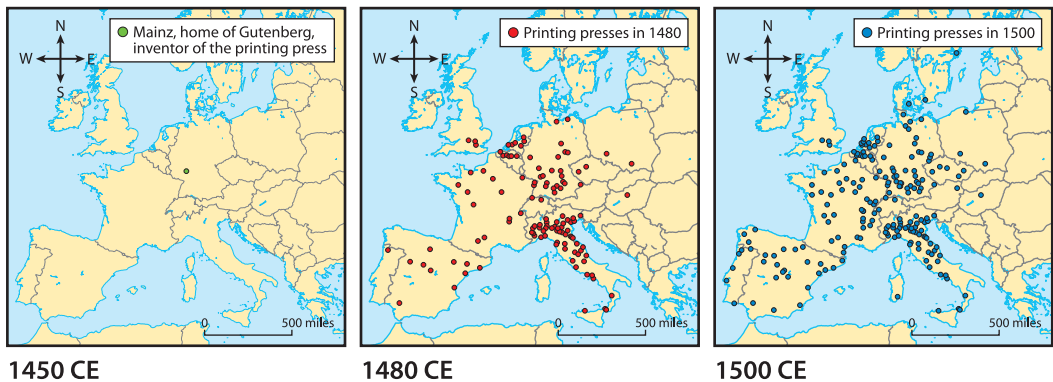 N
W E
S
Mainz, home of Gutenberg,
inventor of the printing press
0 500 miles
1450 CE
N
W E
S
Printing presses in 1480
0 500 miles
1480 CE
N
W E
S
Printing presses in 1500
0 500 miles
1500 CE